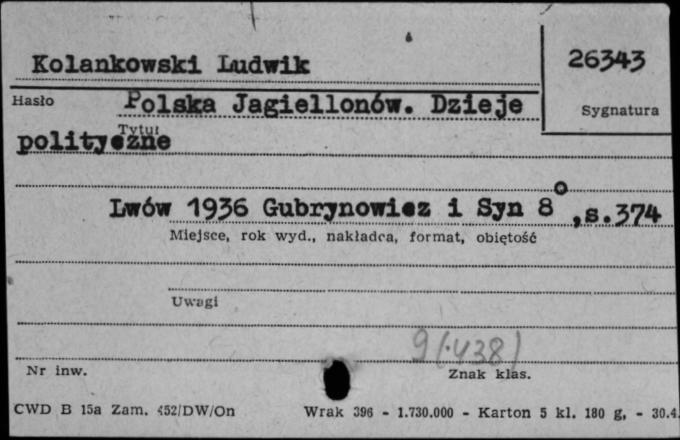 Kolankowski Ludwik
26343
Hasło
Sygnatura
Polska Jagiellonów. Dzieje
Tytuł
polityczne
Lwów 1936 Gubrynowicz i Syn 8°, s.374
Miejsce, rok wyd., nakładca, format, objętość
Uwagi
9(438)
Nr inw.
Znak klas.
CWD B 15a Zam. 452/DW/On Wrak 396 - 1.730.000 - Karton 5 kl. 180 g, - 30.4.